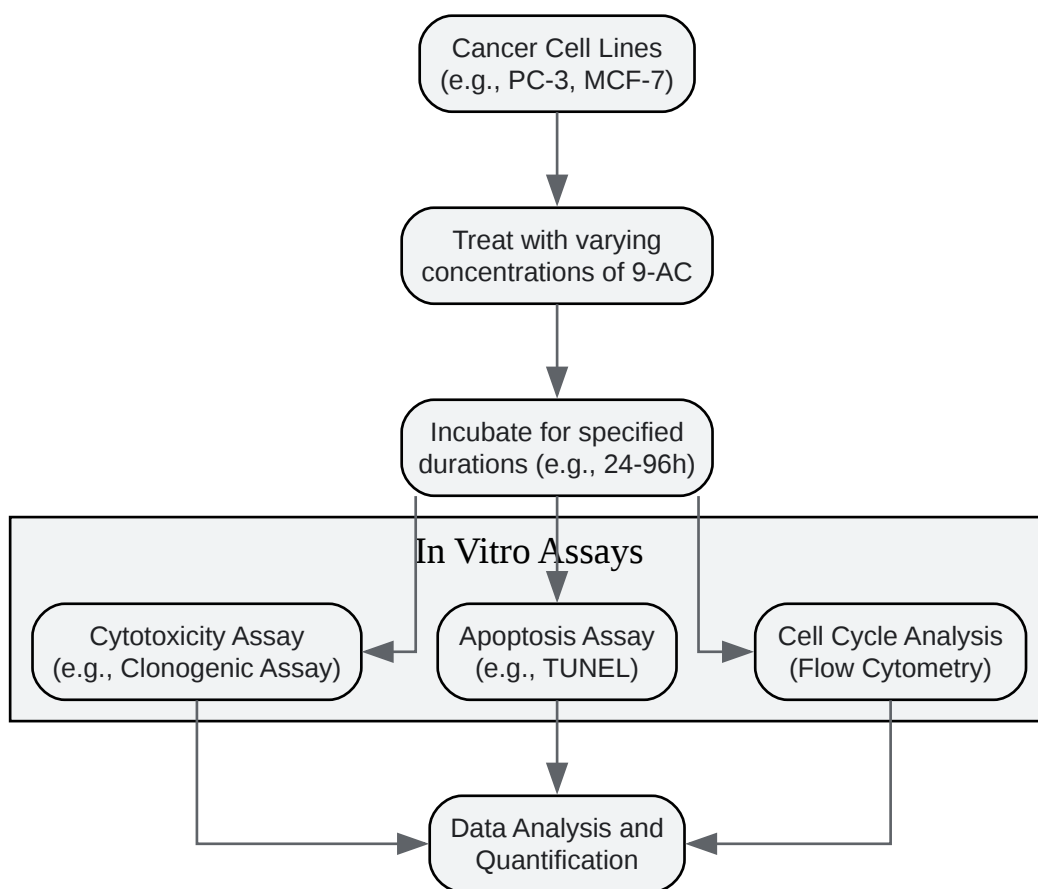 Cancer Cell Lines
(e.g., PC-3, MCF-7)
Treat with varying
concentrations of 9-AC
Incubate for specified
durations (e.g., 24-96h)
In Vitro Assays
Cytotoxicity Assay
(e.g., Clonogenic Assay)
Apoptosis Assay
(e.g., TUNEL)
Cell Cycle Analysis
(Flow Cytometry)
Data Analysis and
Quantification